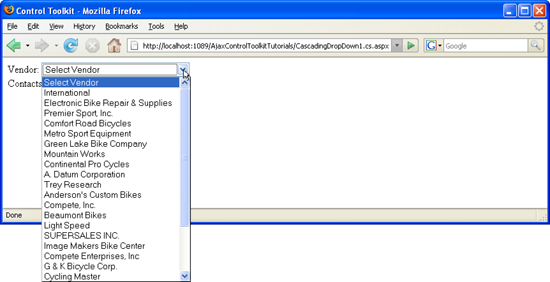 Control Toolkit - Mozilla Firefox
File Edit View History Bookmarks Tools Help
http://localhost:1089/AjaxControlToolkitTutorials/CascadingDropDown1.cs.aspx
Google
Vendor: Select Vendor
Contacts
Select Vendor
International
Electronic Bike Repair & Supplies
Premier Sport, Inc.
Comfort Road Bicycles
Metro Sport Equipment
Green Lake Bike Company
Mountain Works
Continental Pro Cycles
A. Datum Corporation
Trey Research
Anderson's Custom Bikes
Compete, Inc.
Beaumont Bikes
Light Speed
SUPERSALES INC.
Image Makers Bike Center
Compete Enterprises, Inc
G & K Bicycle Corp.
Cycling Master
Done